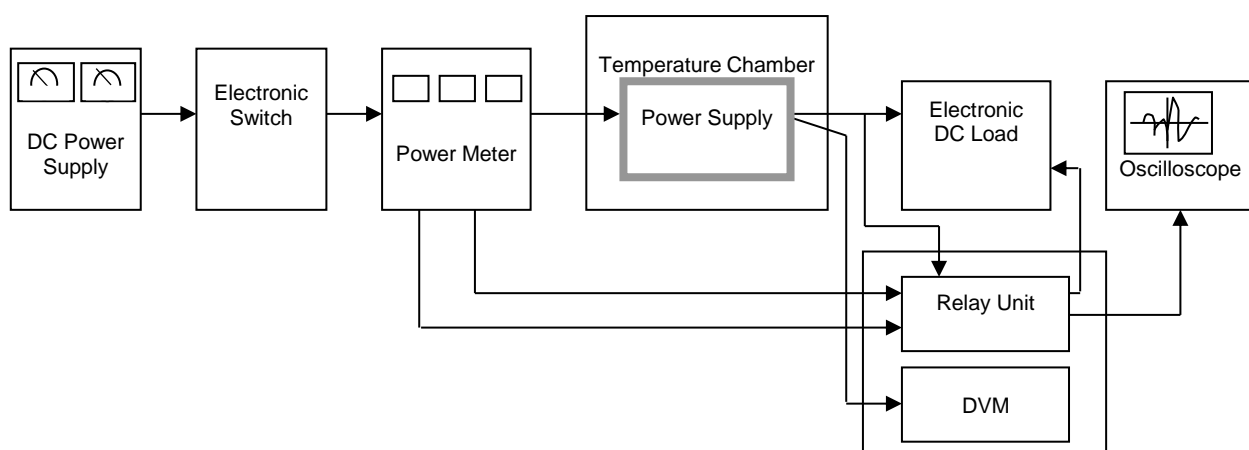 DC Power
Supply
Electronic
Switch
Power Meter
Temperature Chamber
Power Supply
Electronic
DC Load
Oscilloscope
Relay Unit
DVM